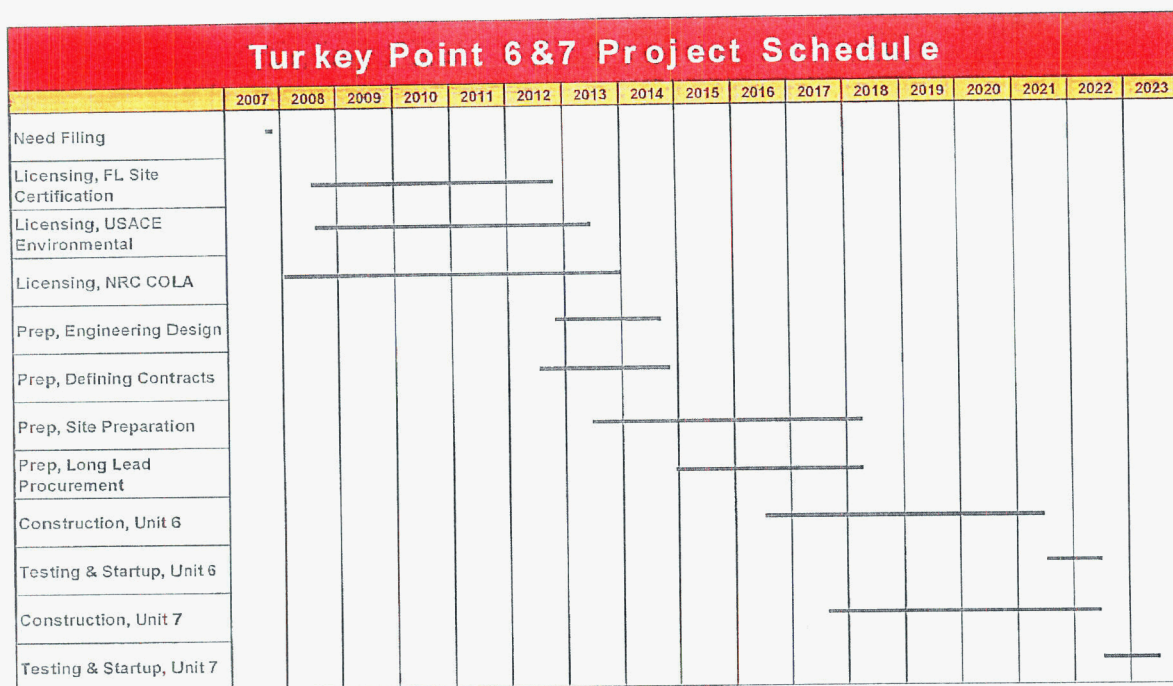 Turkey Point 6&7 Project Schedule
2007 2008 2009 2010 2011 2012 2013 2014 2015 2016 2017 2018 2019 2020 2021 2022 2023
Need Filing
Licensing, FL Site
Certification
Licensing, USACE
Environmental
Licensing, NRC COLA
Prep, Engineering Design
Prep, Defining Contracts
Prep, Site Preparation
Prep, Long Lead
Procurement
Construction, Unit 6
Testing & Startup, Unit 6
Construction, Unit 7
Testing & Startup, Unit 7